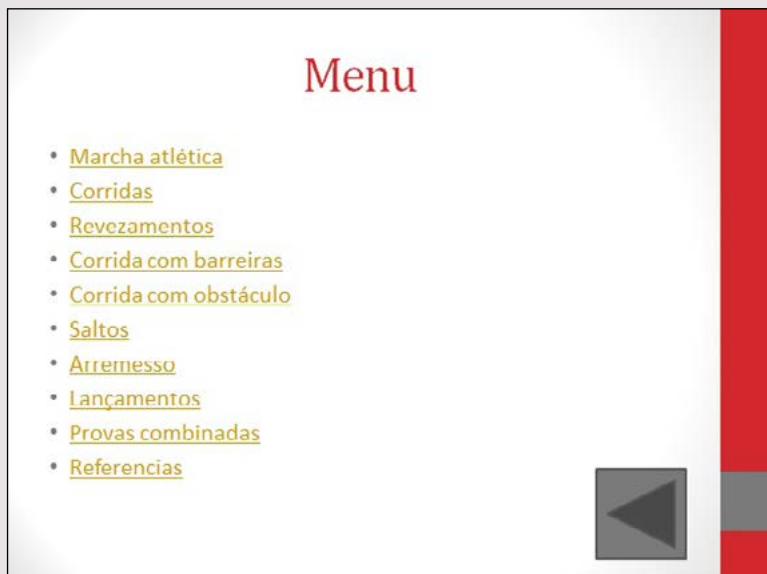 Menu
• Marcha atlética
• Corridas
• Revezamentos
• Corrida com barreiras
• Corrida com obstáculo
• Saltos
• Arremesso
• Lançamentos
• Provas combinadas
• Referencias